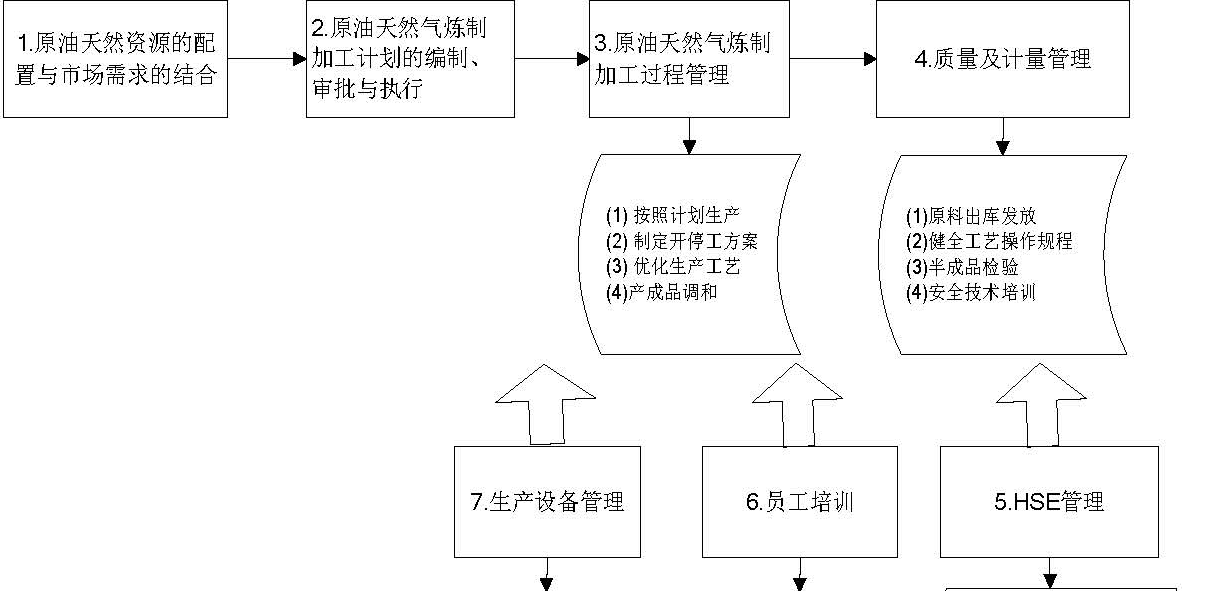 1.原油天然资源的配
置与市场需求的结合
2.原油天然气炼制
加工计划的编制、
审批与执行
3.原油天然气炼制
加工过程管理
4.质量及计量管理
(1) 按照计划生产
(2) 制定开停工方案
(3) 优化生产工艺
(4)产成品调和
(1)原料出库发放
(2)健全工艺操作规程
(3)半成品检验
(4)安全技术培训
7.生产设备管理
6.员工培训
5.HSE管理